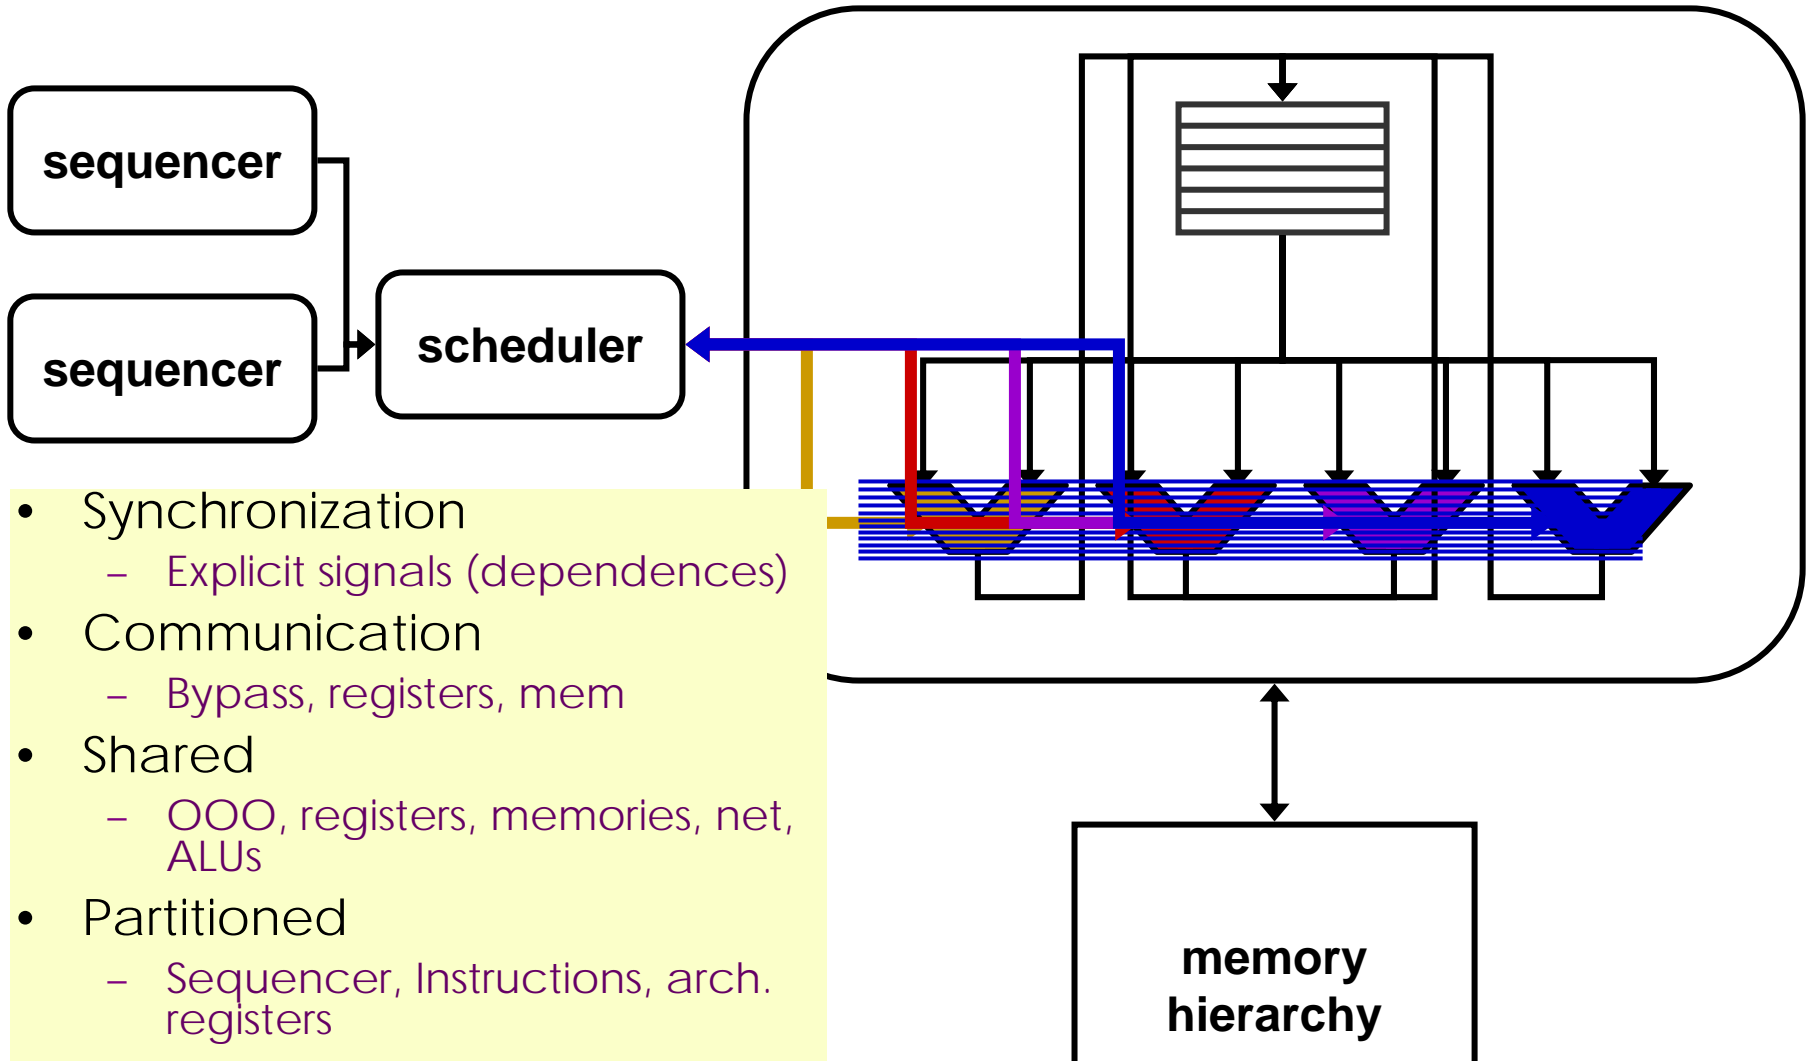 sequencer
sequencer
scheduler
• Synchronization
– Explicit signals (dependences)
• Communication
– Bypass, registers, mem
• Shared
– OOO, registers, memories, net,
ALUs
• Partitioned
– Sequencer, Instructions, arch.
registers
memory
hierarchy